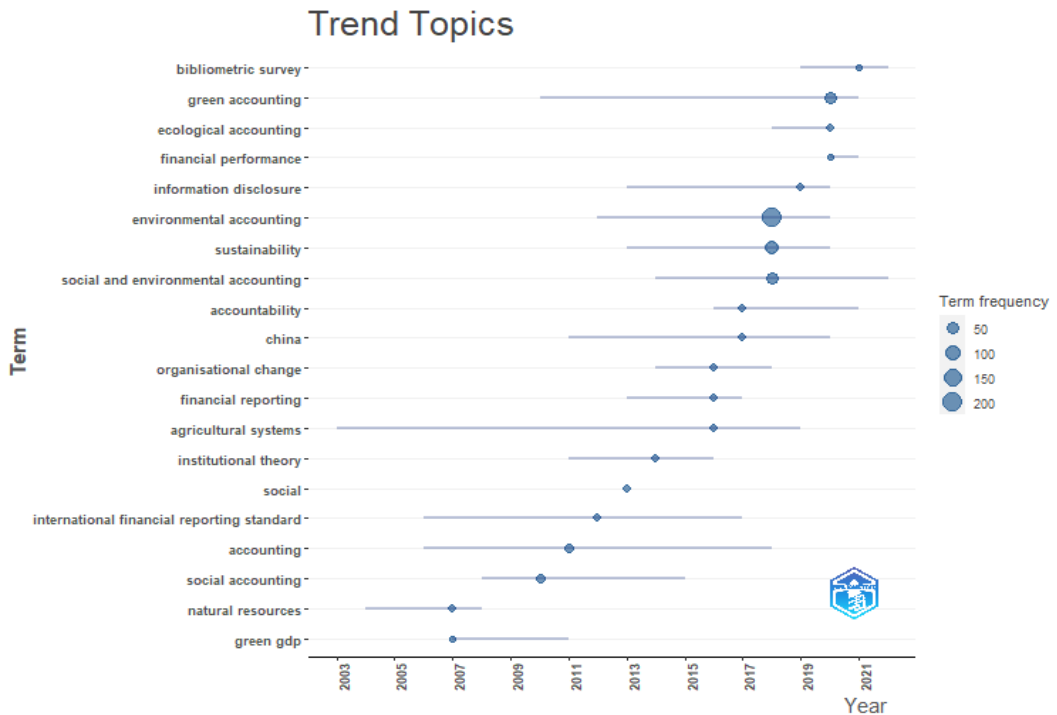 Trend Topics
bibliometric survey
green accounting
ecological accounting
financial performance
information disclosure
environmental accounting
sustainability
social and environmental accounting
accountability
china
organisational change
financial reporting
agricultural systems
institutional theory
social
international financial reporting standard
accounting
social accounting
natural resources
green gdp
Term
2003
2005
2007
2009
2011
2013
2015
2017
2019
2021
Year
Term frequency
50
100
150
200